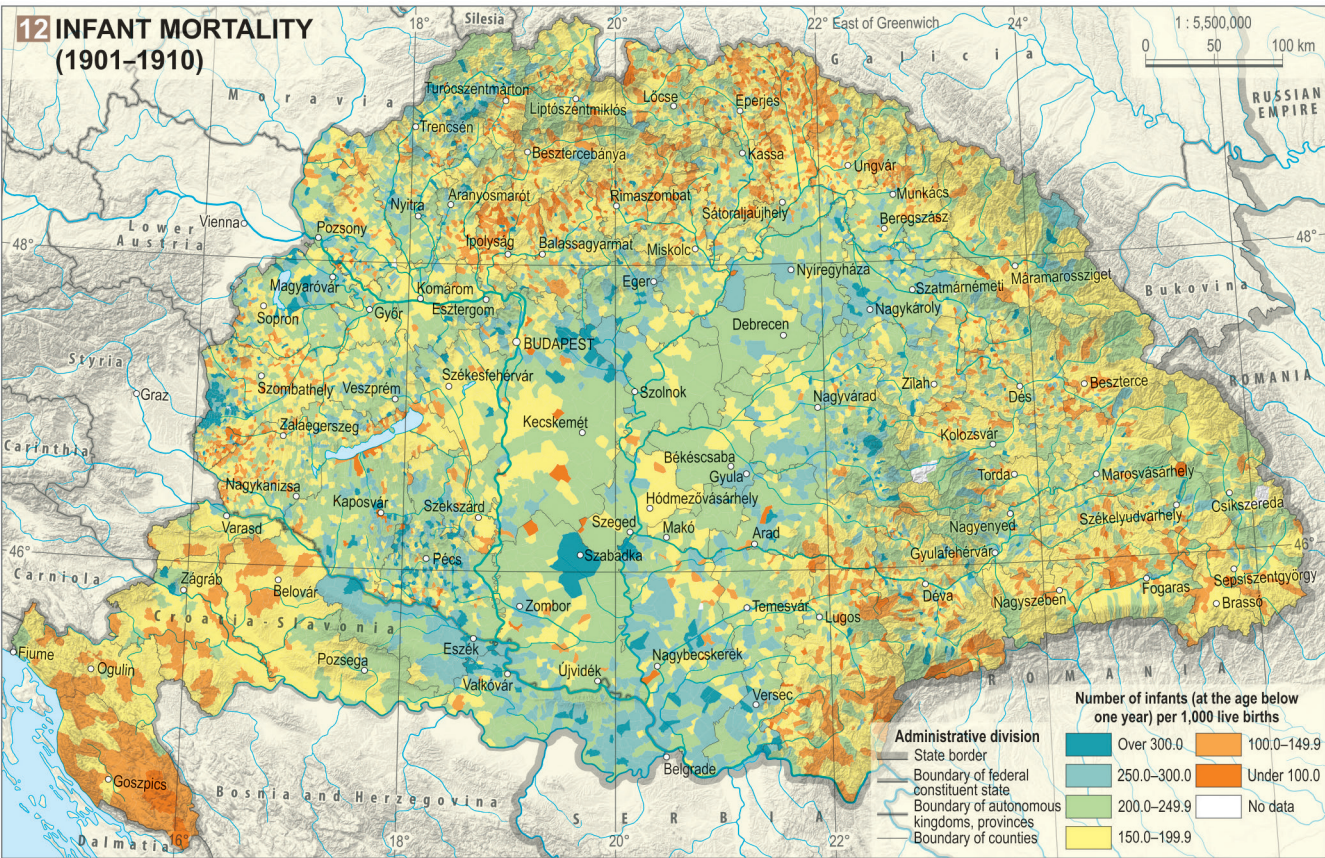 12 INFANT MORTALITY
(1901–1910)
18°
Silesia
20°
22° East of Greenwich
24°
1 : 5,500,000
0 50 100 km
Galicia
Moravia
RUSSIAN
EMPIRE
Turócszentmárton
Liptószentmiklós
Lőcse
Eperjes
Trencsén
Besztercebánya
Kassa
Ungvár
Nyitra
Aranyosmarót
Rimaszombat
Munkács
Sátoraljaújhely
Beregszász
Vienna
Lower
Austria
Pozsony
48°
Ipolyság
Balassagyarmat
Miskolc
48°
Magyaróvár
Komárom
Esztergom
Eger
Nyíregyháza
Máramarossziget
Szatmárnémeti
Bukovina
Sopron
Győr
Nagykároly
Debrecen
BUDAPEST
Styria
Székesfehérvár
Szombathely
Veszprém
Graz
Szolnok
Zilah
Dés
Beszterce
ROMANIA
Nagyvárad
Kecskemét
Zalaegerszeg
Carinthia
Kolozsvár
Békéscsaba
Gyula
Torda
Marosvásárhely
Nagykanizsa
Kaposvár
Szekszárd
Hódmezővásárhely
Csíkszereda
Varasd
Szeged
Makó
Arad
Nagyenyed
Székelyudvarhely
46°
Pécs
Szabadka
Gyulafehérvár
46°
Carniola
Zágráb
Belovár
Sepsiszentgyörgy
Déva
Nagyszeben
Fogaras
Brassó
Croatia-Slavonia
Zombor
Temesvár
Lugos
Fiume
Ogulin
Pozsega
Eszék
Nagybecskerek
Valkóvár
Újvidék
Versec
ROMANIA
Belgrade
Goszpics
Bosnia and Herzegovina
SERBIA
Dalmatia
16°
18°
20°
22°
Administrative division
State border
Boundary of federal
constituent state
Boundary of autonomous
kingdoms, provinces
Boundary of counties
Number of infants (at the age below
one year) per 1,000 live births
Over 300.0
250.0–300.0
200.0–249.9
150.0–199.9
100.0–149.9
Under 100.0
No data